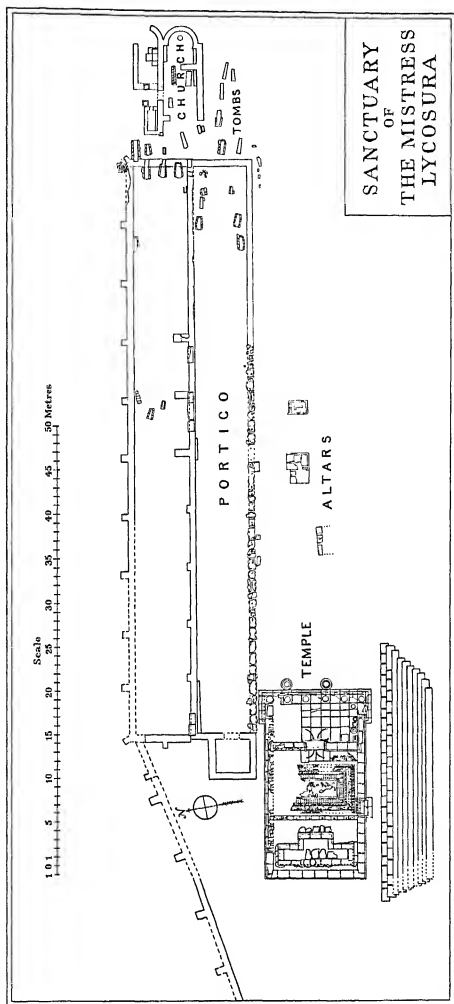 SANCTUARY
OF
THE MISTRESS
LYCOSURA
CHURCH
TOMBS
Scale
1 0 1 5 10 15 20 25 30 35 40 45 50 Metres
PORTICO
ALTARS
TEMPLE